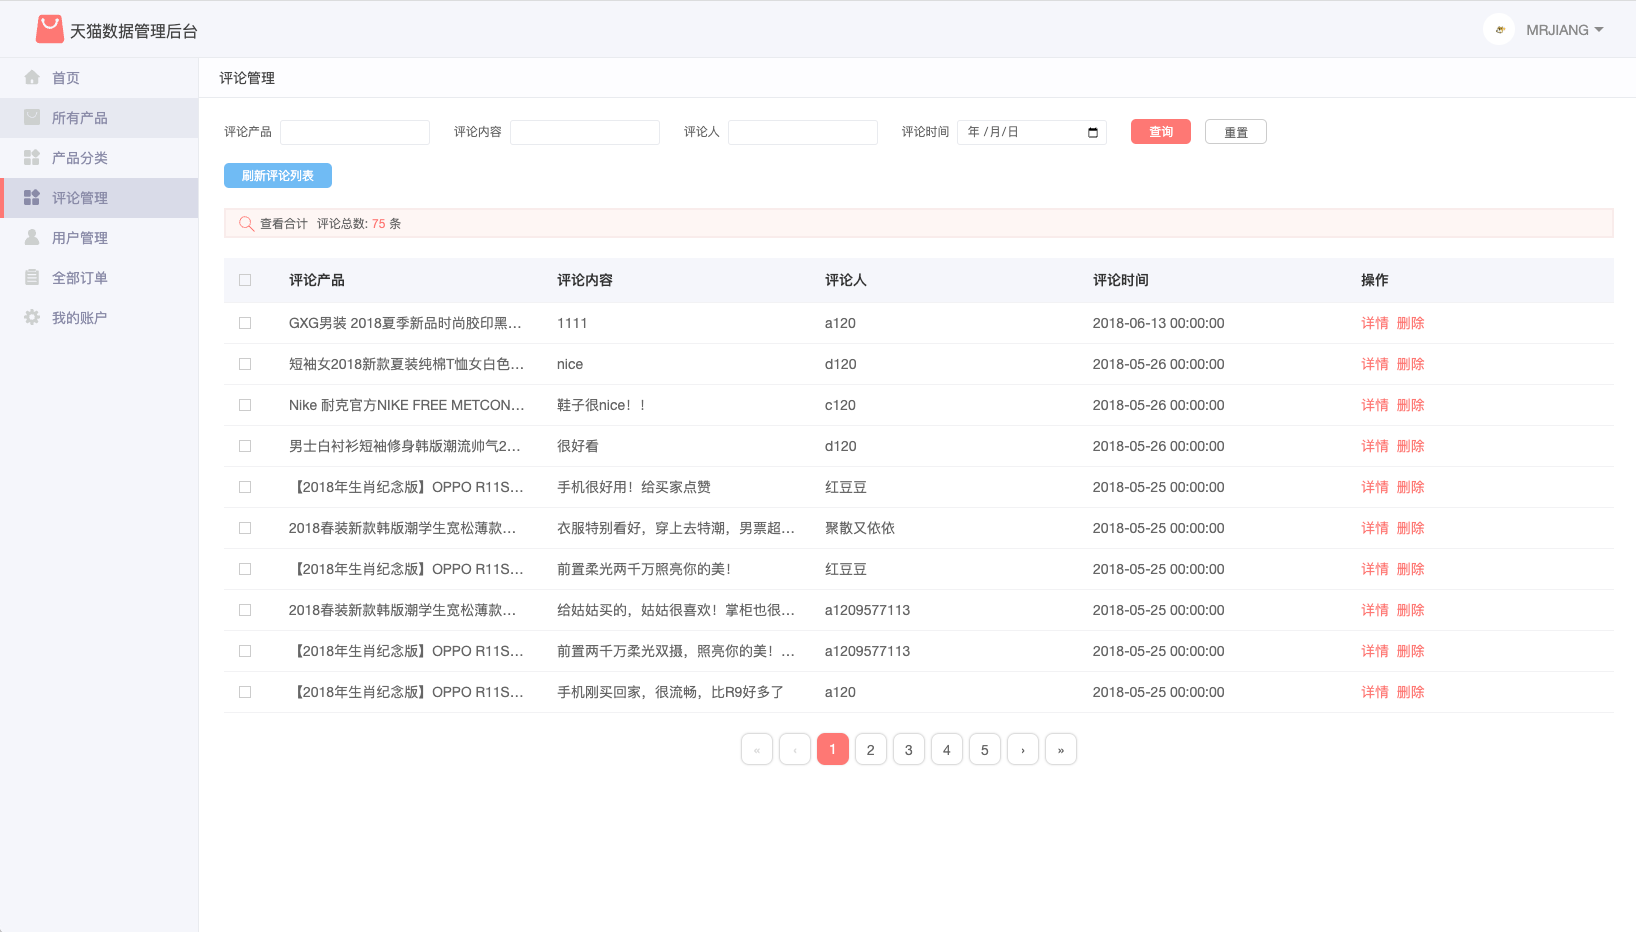 天猫数据管理后台
MRJIANG
首页
所有产品
产品分类
评论管理
用户管理
全部订单
我的账户
评论管理
评论产品 评论内容 评论人 评论时间 年 /月/日 查询 重置
刷新评论列表
查看合计 评论总数: 75 条
评论产品 评论内容 评论人 评论时间 操作
GXG男装 2018夏季新品时尚胶印黑... 1111 a120 2018-06-13 00:00:00 详情 删除
短袖女2018新款夏装纯棉T恤女白色... nice d120 2018-05-26 00:00:00 详情 删除
Nike 耐克官方NIKE FREE METCON... 鞋子很nice！！ c120 2018-05-26 00:00:00 详情 删除
男士白衬衫短袖修身韩版潮流帅气2... 很好看 d120 2018-05-26 00:00:00 详情 删除
【2018年生肖纪念版】OPPO R11S... 手机很好用！给买家点赞 红豆豆 2018-05-25 00:00:00 详情 删除
2018春装新款韩版潮学生宽松薄款... 衣服特别看好，穿上去特潮，男票超... 聚散又依依 2018-05-25 00:00:00 详情 删除
【2018年生肖纪念版】OPPO R11S... 前置柔光两千万照亮你的美！ 红豆豆 2018-05-25 00:00:00 详情 删除
2018春装新款韩版潮学生宽松薄款... 给姑姑买的，姑姑很喜欢！掌柜也很... a1209577113 2018-05-25 00:00:00 详情 删除
【2018年生肖纪念版】OPPO R11S... 前置两千万柔光双摄，照亮你的美！... a1209577113 2018-05-25 00:00:00 详情 删除
【2018年生肖纪念版】OPPO R11S... 手机刚买回家，很流畅，比R9好多了 a120 2018-05-25 00:00:00 详情 删除
« ‹ 1 2 3 4 5 › »